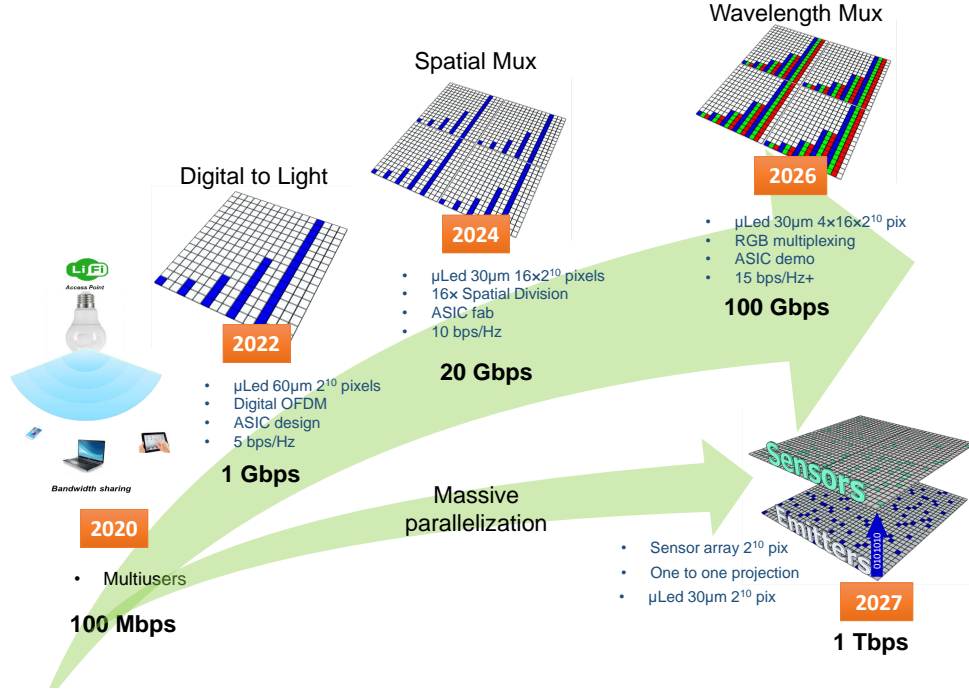 Wavelength Mux
Spatial Mux
Digital to Light
LiFi
Access Point
Bandwidth sharing
2020
• Multiusers
100 Mbps
2022
• µLed 60µm 2¹⁰ pixels
• Digital OFDM
• ASIC design
• 5 bps/Hz
1 Gbps
2024
• µLed 30µm 16×2¹⁰ pixels
• 16× Spatial Division
• ASIC fab
• 10 bps/Hz
20 Gbps
2026
• µLed 30µm 4×16×2¹⁰ pix
• RGB multiplexing
• ASIC demo
• 15 bps/Hz+
100 Gbps
Massive
parallelization
Sensors
Emitters
0101010
• Sensor array 2¹⁰ pix
• One to one projection
• µLed 30µm 2¹⁰ pix
2027
1 Tbps